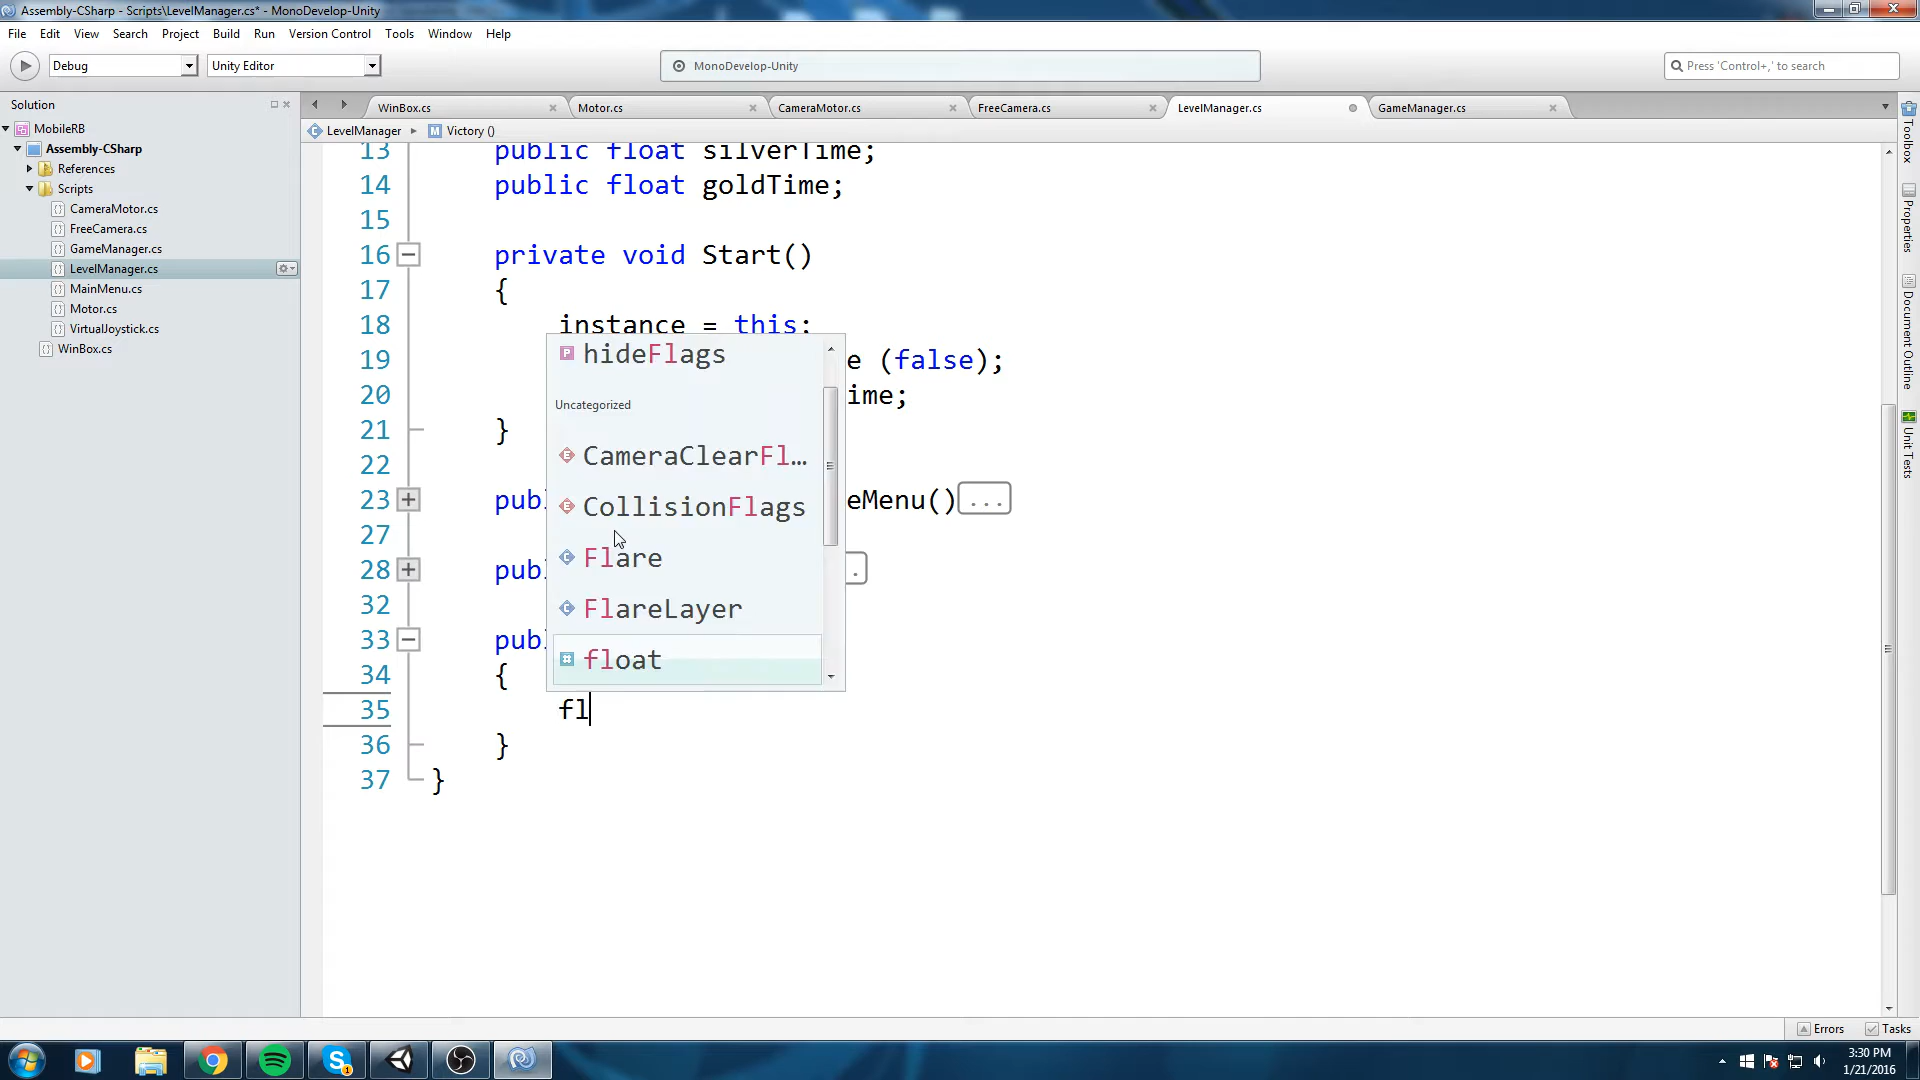 Assembly-CSharp - Scripts\LevelManager.cs* - MonoDevelop-Unity
File Edit View Search Project Build Run Version Control Tools Window Help
Debug Unity Editor MonoDevelop-Unity Press 'Control+,' to search
Solution
MobileRB
Assembly-CSharp
References
Scripts
CameraMotor.cs
FreeCamera.cs
GameManager.cs
LevelManager.cs
MainMenu.cs
Motor.cs
VirtualJoystick.cs
WinBox.cs
WinBox.cs Motor.cs CameraMotor.cs FreeCamera.cs LevelManager.cs GameManager.cs
LevelManager Victory ()
13 public float silverTime;
14 public float goldTime;
15
16 private void Start()
17 {
18 instance = this;
19 e (false);
20 ime;
21 }
22
23 publ eMenu() ...
27
28 publ .
32
33 publ
34 {
35 fl
36 }
37 }
hideFlags
Uncategorized
CameraClearFl...
CollisionFlags
Flare
FlareLayer
float
Toolbox
Properties
Document Outline
Unit Tests
Errors Tasks
3:30 PM
1/21/2016